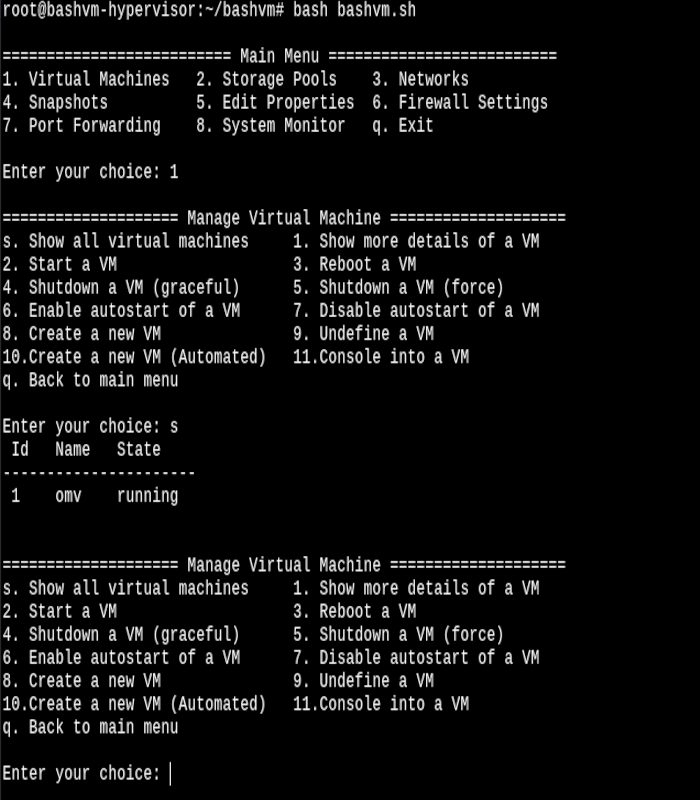 root@bashvm-hypervisor:~/bashvm# bash bashvm.sh
========================== Main Menu ==========================
1. Virtual Machines   2. Storage Pools    3. Networks
4. Snapshots          5. Edit Properties  6. Firewall Settings
7. Port Forwarding    8. System Monitor   q. Exit
Enter your choice: 1
==================== Manage Virtual Machine ====================
s. Show all virtual machines     1. Show more details of a VM
2. Start a VM                    3. Reboot a VM
4. Shutdown a VM (graceful)      5. Shutdown a VM (force)
6. Enable autostart of a VM      7. Disable autostart of a VM
8. Create a new VM               9. Undefine a VM
10.Create a new VM (Automated)   11.Console into a VM
q. Back to main menu
Enter your choice: s
 Id   Name   State
----------------------
 1    omv    running
==================== Manage Virtual Machine ====================
s. Show all virtual machines     1. Show more details of a VM
2. Start a VM                    3. Reboot a VM
4. Shutdown a VM (graceful)      5. Shutdown a VM (force)
6. Enable autostart of a VM      7. Disable autostart of a VM
8. Create a new VM               9. Undefine a VM
10.Create a new VM (Automated)   11.Console into a VM
q. Back to main menu
Enter your choice: